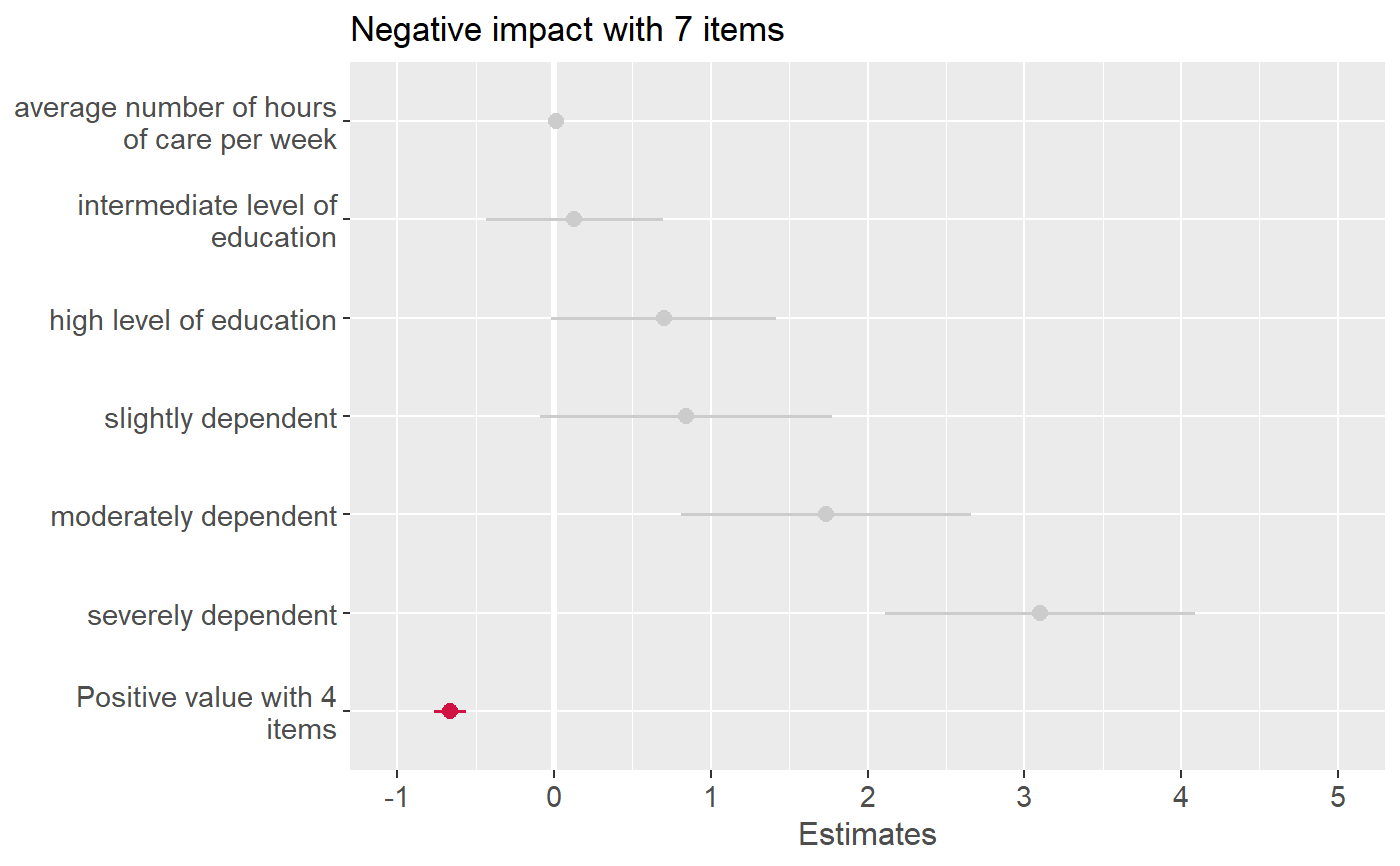 Negative impact with 7 items
average number of hours
of care per week
intermediate level of
education
high level of education
slightly dependent
moderately dependent
severely dependent
Positive value with 4
items
-1 0 1 2 3 4 5
Estimates